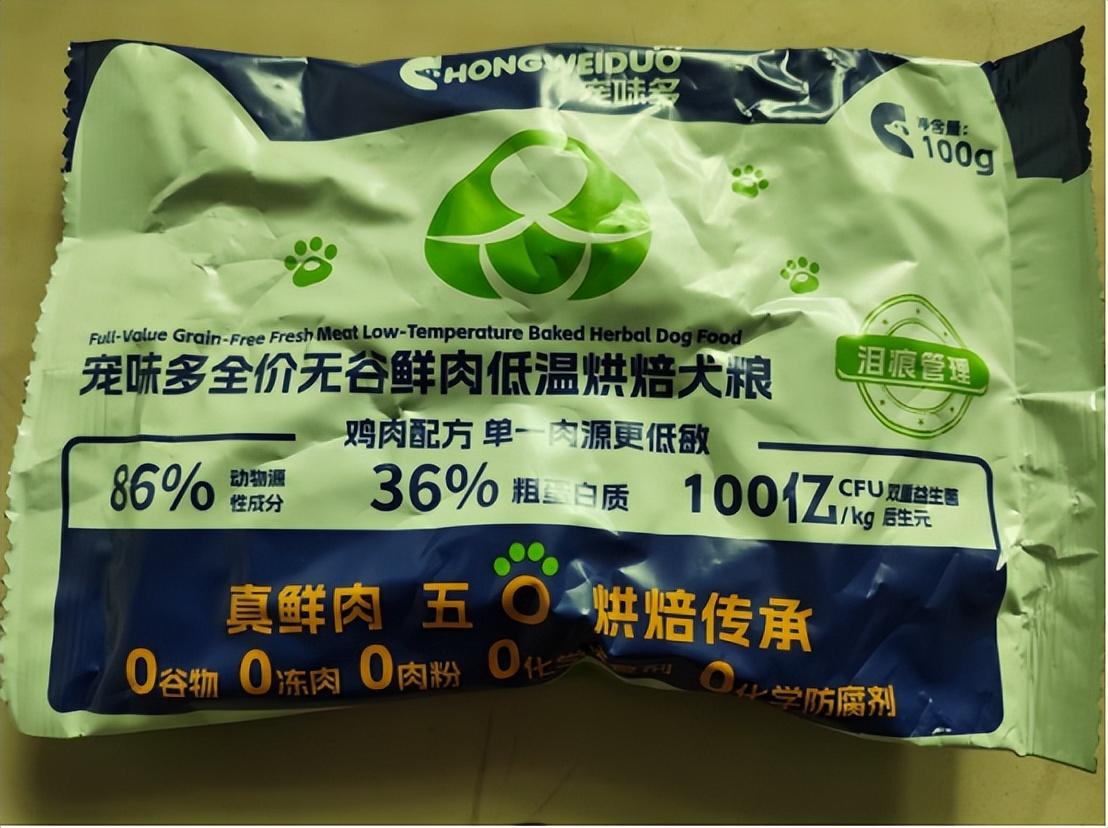 CHONGWEIDUO
宠味多
净含量:
100g
Full-Value Grain-Free Fresh Meat Low-Temperature Baked Herbal Dog Food
宠味多全价无谷鲜肉低温烘焙犬粮
泪痕管理
鸡肉配方 单一肉源更低敏
86% 动物源性成分
36% 粗蛋白质
100亿 CFU/kg 双重益生菌后生元
真鲜肉 五0 烘焙传承
0谷物 0冻肉 0肉粉 0化学 0化学防腐剂